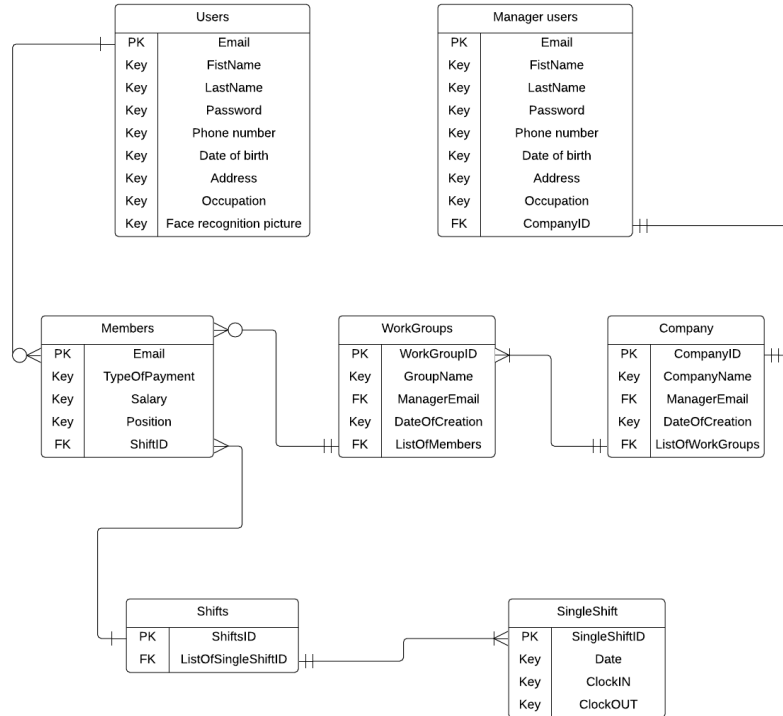 Users
PK Email
Key FistName
Key LastName
Key Password
Key Phone number
Key Date of birth
Key Address
Key Occupation
Key Face recognition picture
Manager users
PK Email
Key FistName
Key LastName
Key Password
Key Phone number
Key Date of birth
Key Address
Key Occupation
FK CompanyID
Members
PK Email
Key TypeOfPayment
Key Salary
Key Position
FK ShiftID
WorkGroups
PK WorkGroupID
Key GroupName
FK ManagerEmail
Key DateOfCreation
FK ListOfMembers
Company
PK CompanyID
Key CompanyName
FK ManagerEmail
Key DateOfCreation
FK ListOfWorkGroups
Shifts
PK ShiftsID
FK ListOfSingleShiftID
SingleShift
PK SingleShiftID
Key Date
Key ClockIN
Key ClockOUT